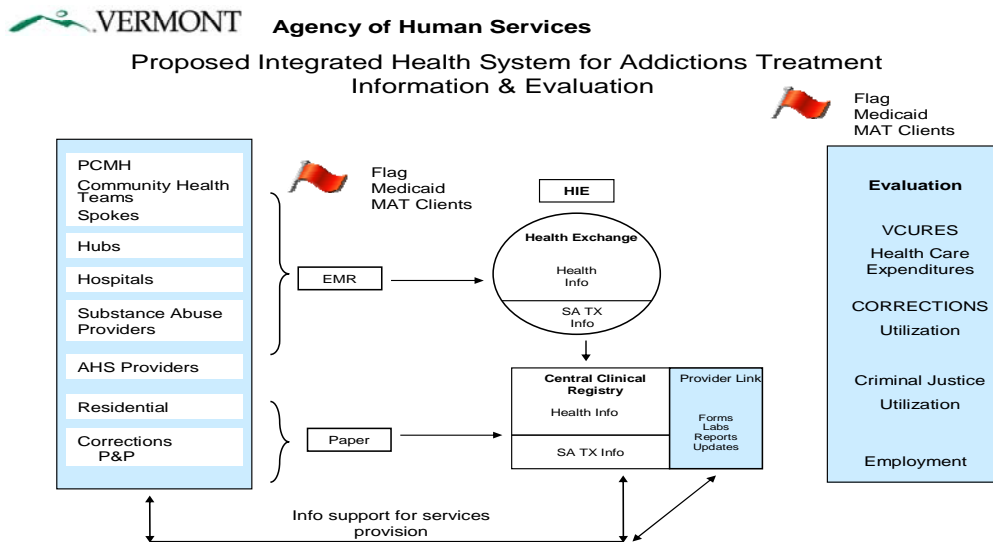 VERMONT
Agency of Human Services
Proposed Integrated Health System for Addictions Treatment
Information & Evaluation
Flag
Medicaid
MAT Clients
PCMH
Community Health
Teams
Spokes
Hubs
Hospitals
Substance Abuse
Providers
AHS Providers
Residential
Corrections
P&P
Flag
Medicaid
MAT Clients
EMR
Paper
HIE
Health Exchange
Health
Info
SA TX
Info
Central Clinical
Registry
Health Info
SA TX Info
Provider Link
Forms
Labs
Reports
Updates
Evaluation
VCURES
Health Care
Expenditures
CORRECTIONS
Utilization
Criminal Justice
Utilization
Employment
Info support for services
provision